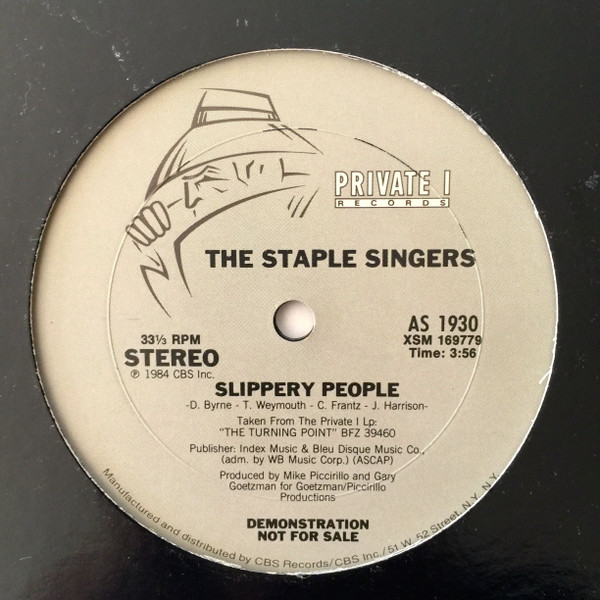 PRIVATE I
RECORDS
THE STAPLE SINGERS
33⅓ RPM
STEREO
℗ 1984 CBS Inc.
AS 1930
XSM 169779
Time: 3:56
SLIPPERY PEOPLE
-D. Byrne - T. Weymouth - C. Frantz - J. Harrison-
Taken From The Private I Lp:
"THE TURNING POINT" BFZ 39460
Publisher: Index Music & Bleu Disque Music Co.,
(adm. by WB Music Corp.) (ASCAP)
Produced by Mike Piccirillo and Gary
Goetzman for Goetzman/Piccirillo
Productions
DEMONSTRATION
NOT FOR SALE
Manufactured and distributed by CBS Records/CBS Inc./51 W. 52 Street, N.Y. N.Y.